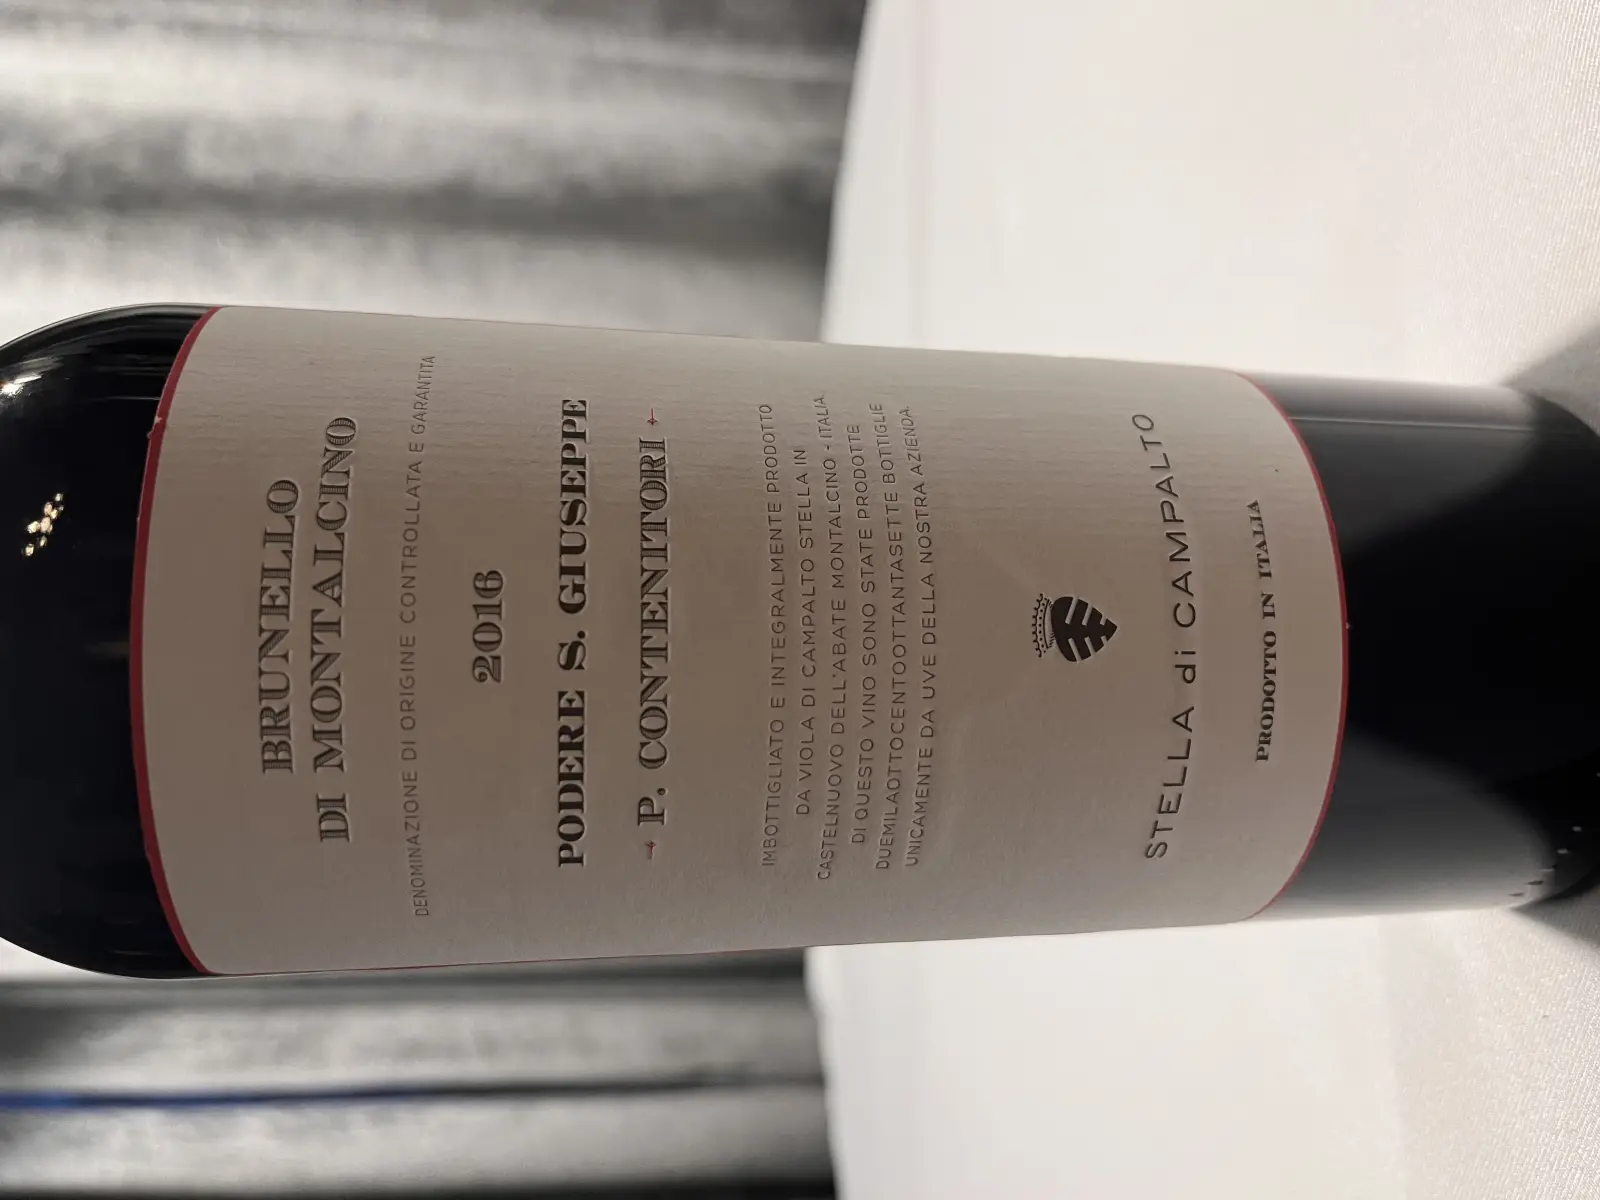 BRUNELLO
DI MONTALCINO
DENOMINAZIONE DI ORIGINE CONTROLLATA E GARANTITA
2016
PODERE S. GIUSEPPE
P. CONTENITORI
IMBOTTIGLIATO E INTEGRALMENTE PRODOTTO
DA VIOLA DI CAMPALTO STELLA IN
CASTELNUOVO DELL'ABATE MONTALCINO - ITALIA.
DI QUESTO VINO SONO STATE PRODOTTE
DUEMILAOTTOCENTOOTTANTASETTE BOTTIGLIE
UNICAMENTE DA UVE DELLA NOSTRA AZIENDA.
STELLA di CAMPALTO
PRODOTTO IN ITALIA